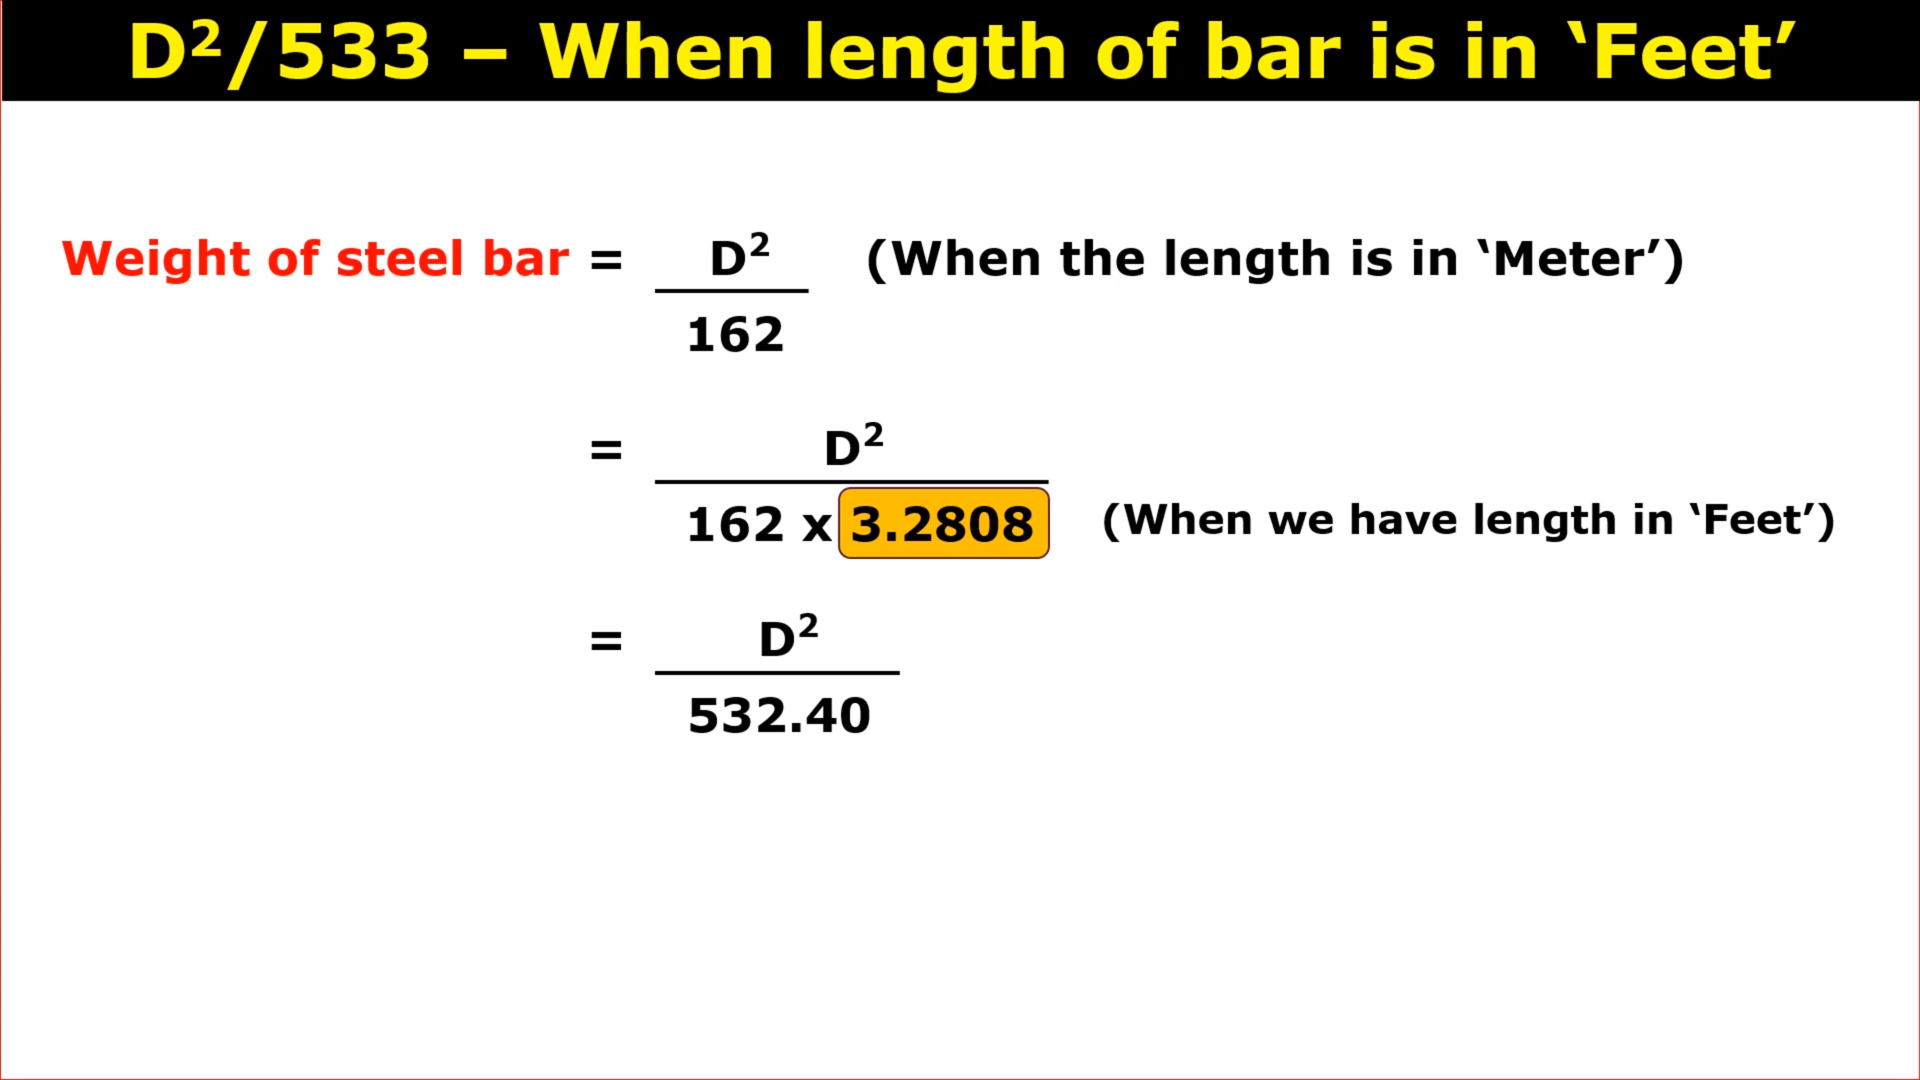 D²/533 – When length of bar is in ‘Feet’
Weight of steel bar = D² (When the length is in ‘Meter’)
162
= D²
162 x 3.2808 (When we have length in ‘Feet’)
= D²
532.40